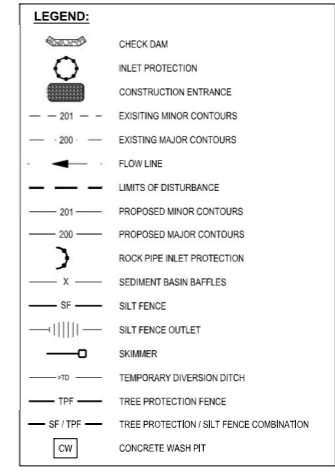 LEGEND:
CHECK DAM
INLET PROTECTION
CONSTRUCTION ENTRANCE
201 EXISITING MINOR CONTOURS
200 EXISTING MAJOR CONTOURS
FLOW LINE
LIMITS OF DISTURBANCE
201 PROPOSED MINOR CONTOURS
200 PROPOSED MAJOR CONTOURS
ROCK PIPE INLET PROTECTION
X SEDIMENT BASIN BAFFLES
SF SILT FENCE
SILT FENCE OUTLET
SKIMMER
>TD TEMPORARY DIVERSION DITCH
TPF TREE PROTECTION FENCE
SF / TPF TREE PROTECTION / SILT FENCE COMBINATION
CW CONCRETE WASH PIT